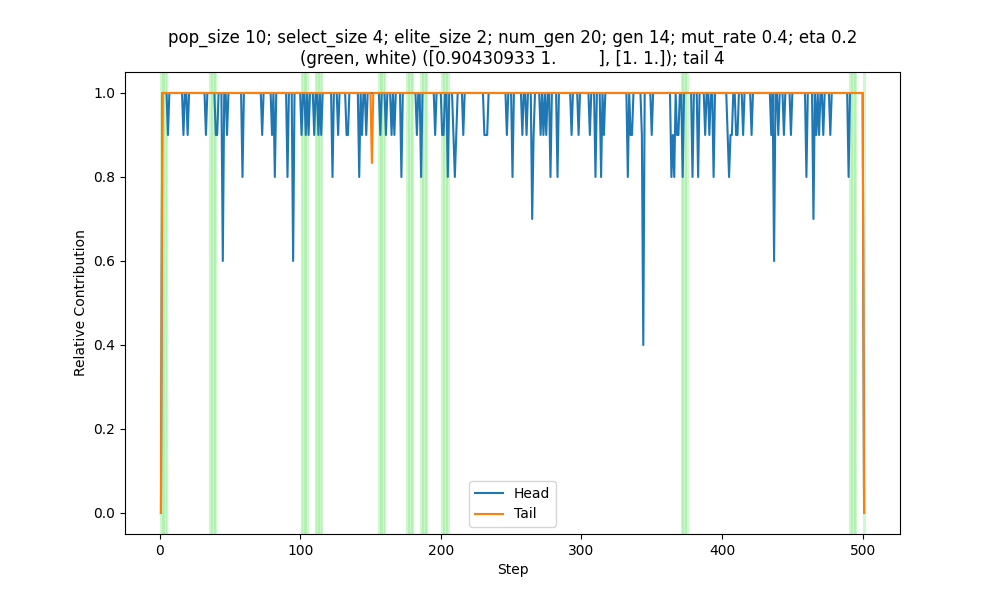 pop_size 10; select_size 4; elite_size 2; num_gen 20; gen 14; mut_rate 0.4; eta 0.2
(green, white) ([0.90430933 1.        ], [1. 1.]); tail 4
1.0
0.8
0.6
0.4
0.2
0.0
Relative Contribution
Head
Tail
0 100 200 300 400 500
Step